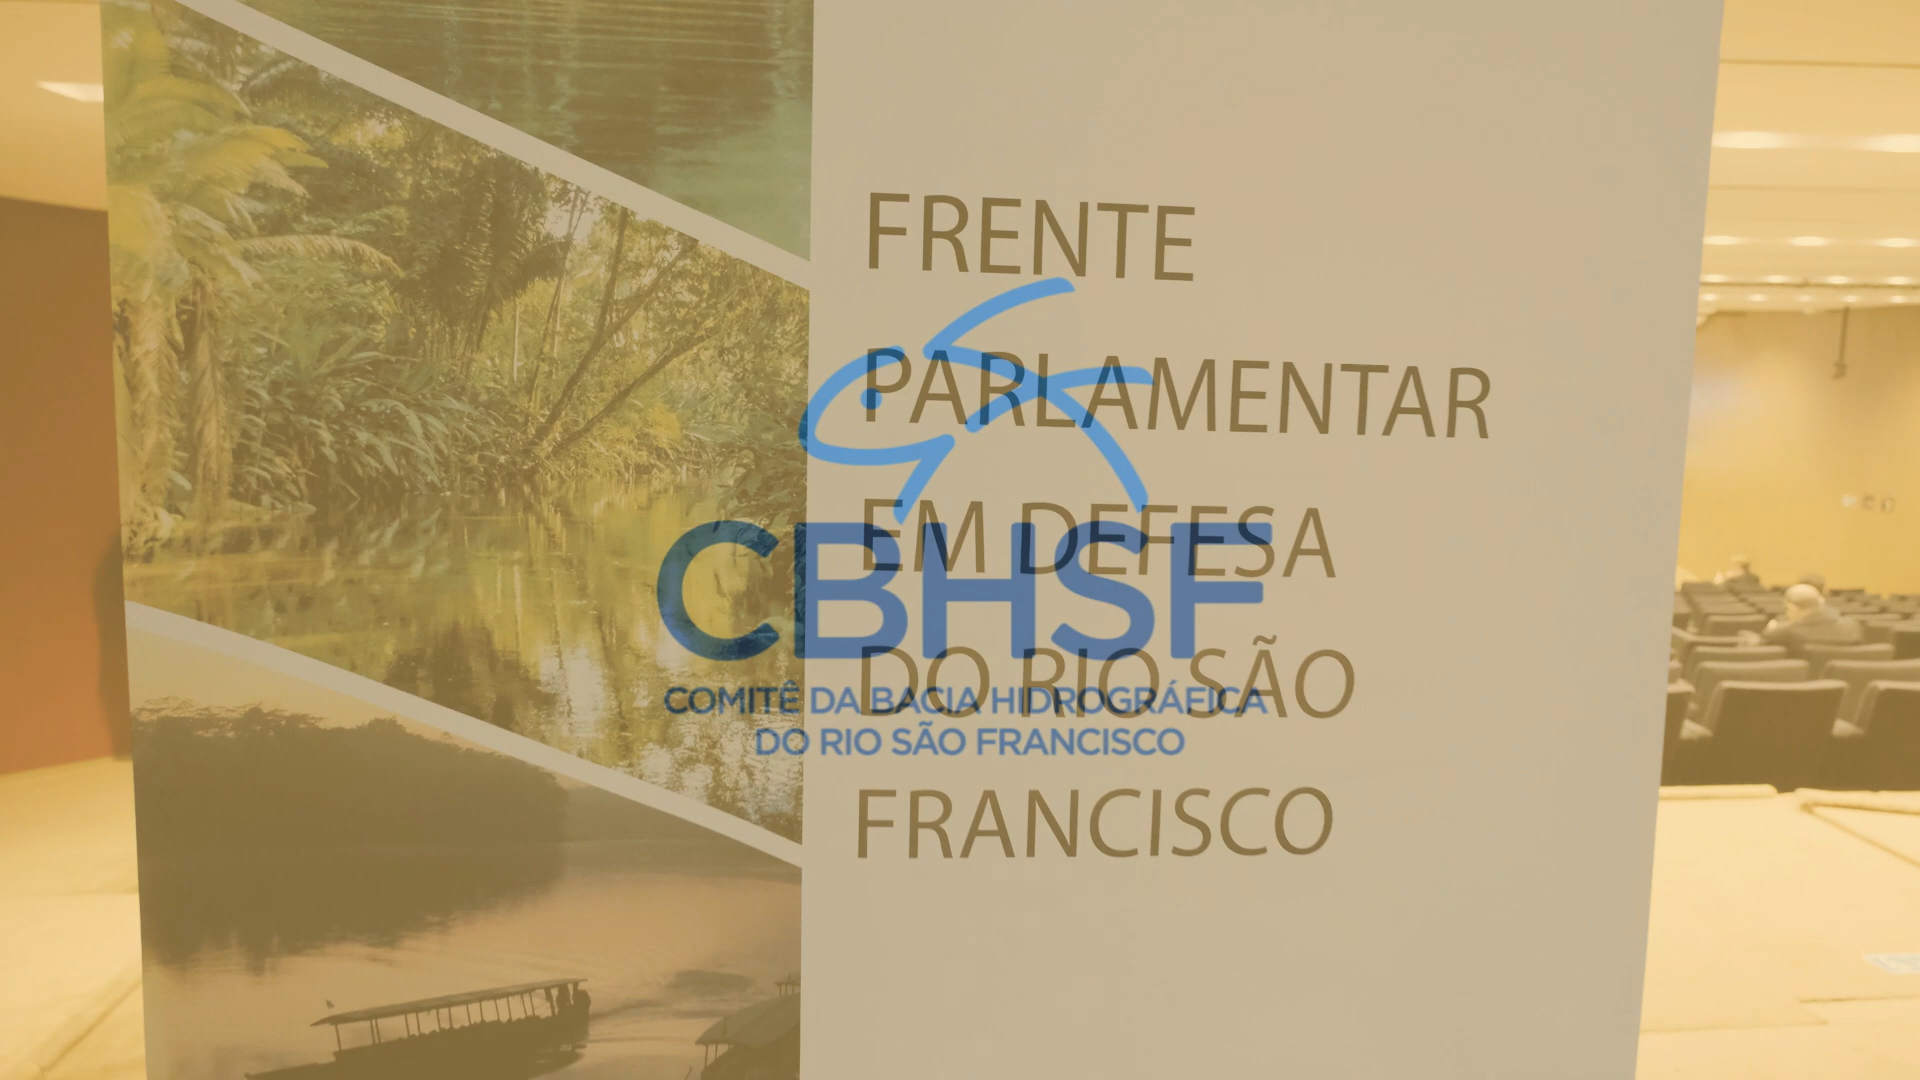 FRENTE
PARLAMENTAR
EM DEFESA
DO RIO SÃO
FRANCISCO
CBHSF
COMITÊ DA BACIA HIDROGRÁFICA
DO RIO SÃO FRANCISCO